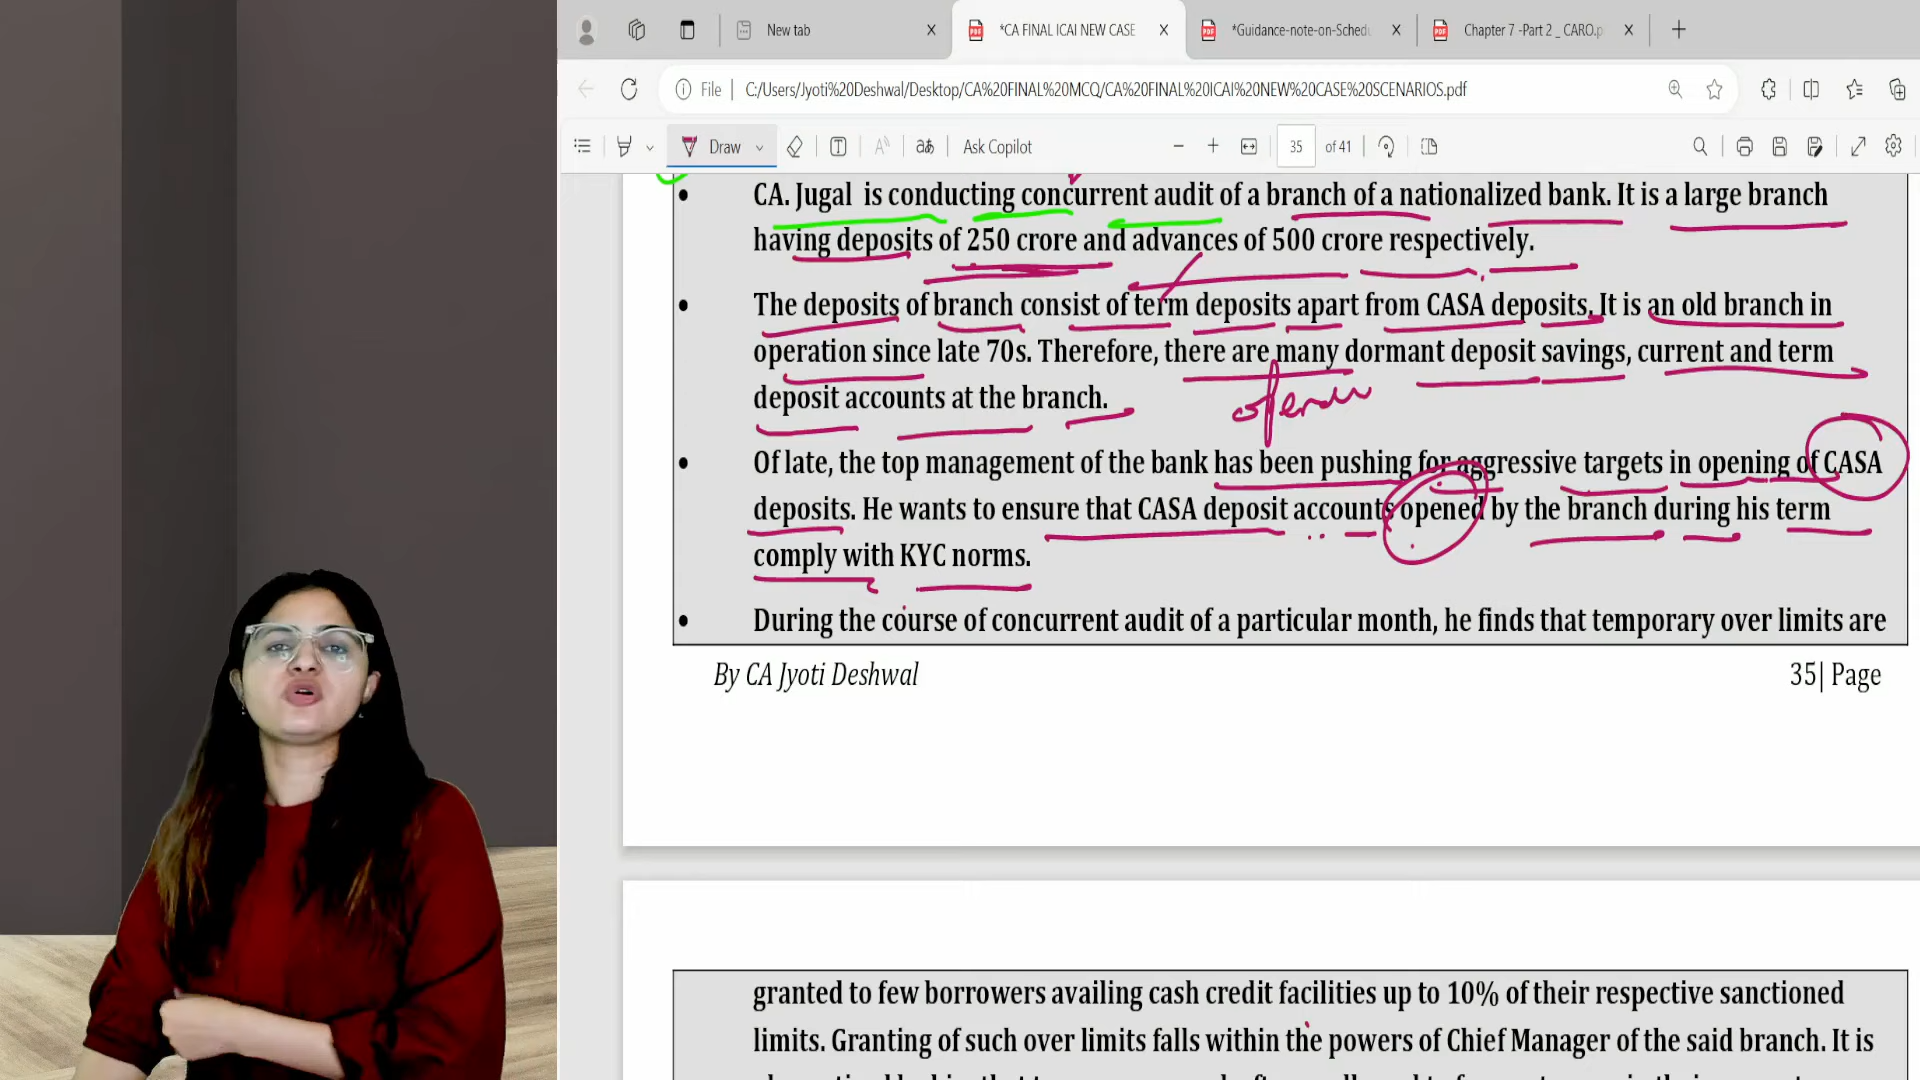 New tab
*CA FINAL ICAI NEW CASE
*Guidance-note-on-Schedu
Chapter 7 -Part 2 _ CARO.p
File
C:/Users/Jyoti%20Deshwal/Desktop/CA%20FINAL%20MCQ/CA%20FINAL%20ICAI%20NEW%20CASE%20SCENARIOS.pdf
Draw
Ask Copilot
35 of 41
• CA. Jugal is conducting concurrent audit of a branch of a nationalized bank. It is a large branch
having deposits of 250 crore and advances of 500 crore respectively.
• The deposits of branch consist of term deposits apart from CASA deposits. It is an old branch in
operation since late 70s. Therefore, there are many dormant deposit savings, current and term
deposit accounts at the branch.
• Of late, the top management of the bank has been pushing for aggressive targets in opening of CASA
deposits. He wants to ensure that CASA deposit accounts opened by the branch during his term
comply with KYC norms.
• During the course of concurrent audit of a particular month, he finds that temporary over limits are
By CA Jyoti Deshwal
35| Page
granted to few borrowers availing cash credit facilities up to 10% of their respective sanctioned
limits. Granting of such over limits falls within the powers of Chief Manager of the said branch. It is